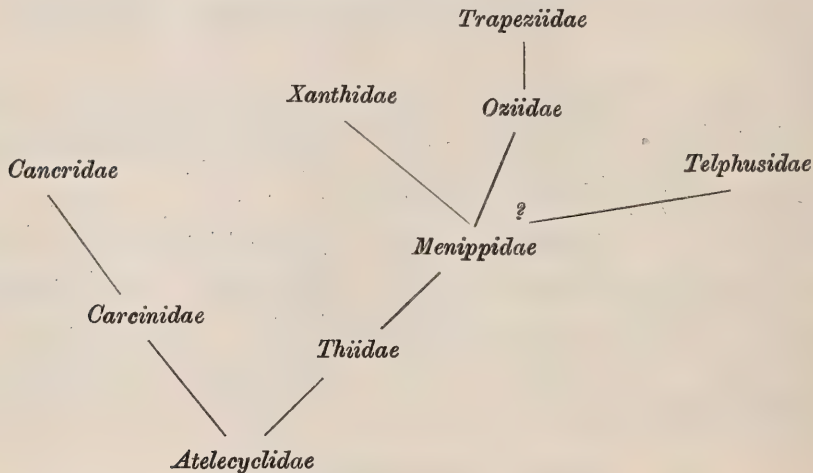 Trapeziidae
Xanthidae
Oziidae
Cancridae
Telphusidae
?
Menippidae
Carcinidae
Thiidae
Atelecyclidae